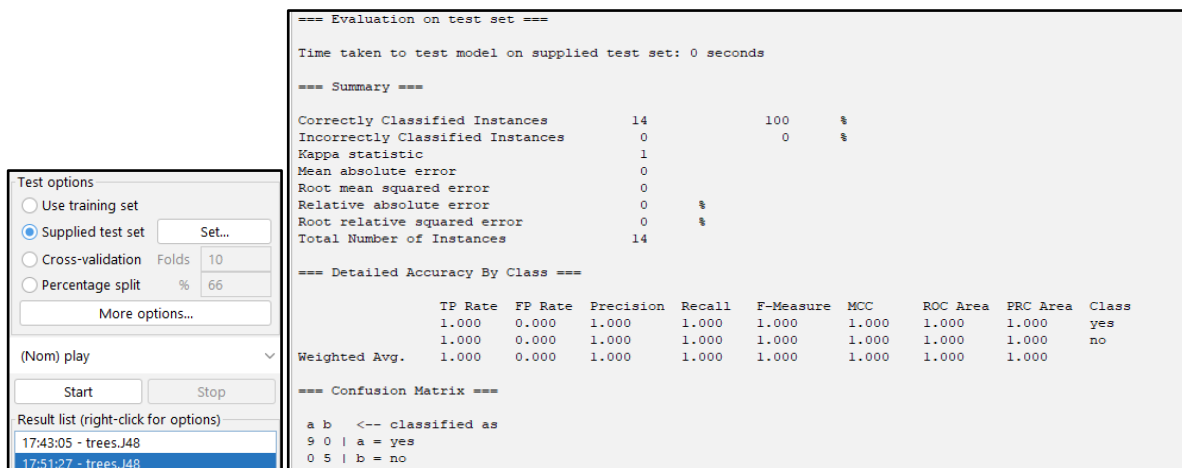 Test options
Use training set
Supplied test set Set...
Cross-validation Folds 10
Percentage split % 66
More options...
(Nom) play
Start Stop
Result list (right-click for options)
17:43:05 - trees.J48
17:51:27 - trees.J48
=== Evaluation on test set ===
Time taken to test model on supplied test set: 0 seconds
=== Summary ===
Correctly Classified Instances 14 100 %
Incorrectly Classified Instances 0 0 %
Kappa statistic 1
Mean absolute error 0
Root mean squared error 0
Relative absolute error 0 %
Root relative squared error 0 %
Total Number of Instances 14
=== Detailed Accuracy By Class ===
TP Rate FP Rate Precision Recall F-Measure MCC ROC Area PRC Area Class
1.000 0.000 1.000 1.000 1.000 1.000 1.000 1.000 yes
1.000 0.000 1.000 1.000 1.000 1.000 1.000 1.000 no
Weighted Avg. 1.000 0.000 1.000 1.000 1.000 1.000 1.000 1.000
=== Confusion Matrix ===
a b <-- classified as
9 0 | a = yes
0 5 | b = no